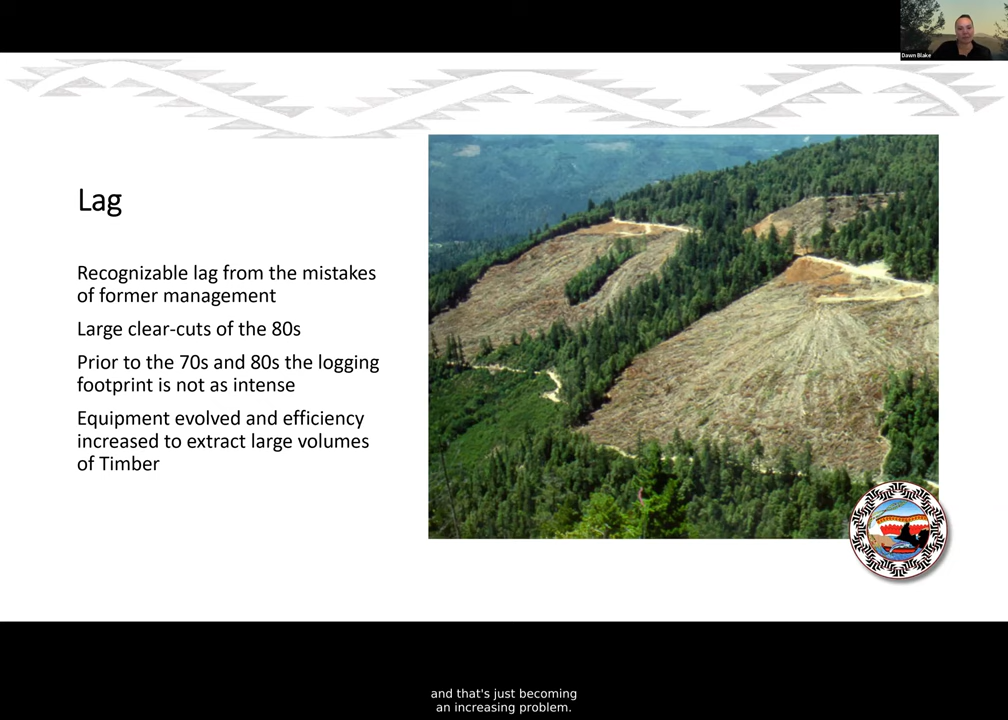 Dawn Blake
Lag
Recognizable lag from the mistakes
of former management
Large clear-cuts of the 80s
Prior to the 70s and 80s the logging
footprint is not as intense
Equipment evolved and efficiency
increased to extract large volumes
of Timber
and that's just becoming
an increasing problem.